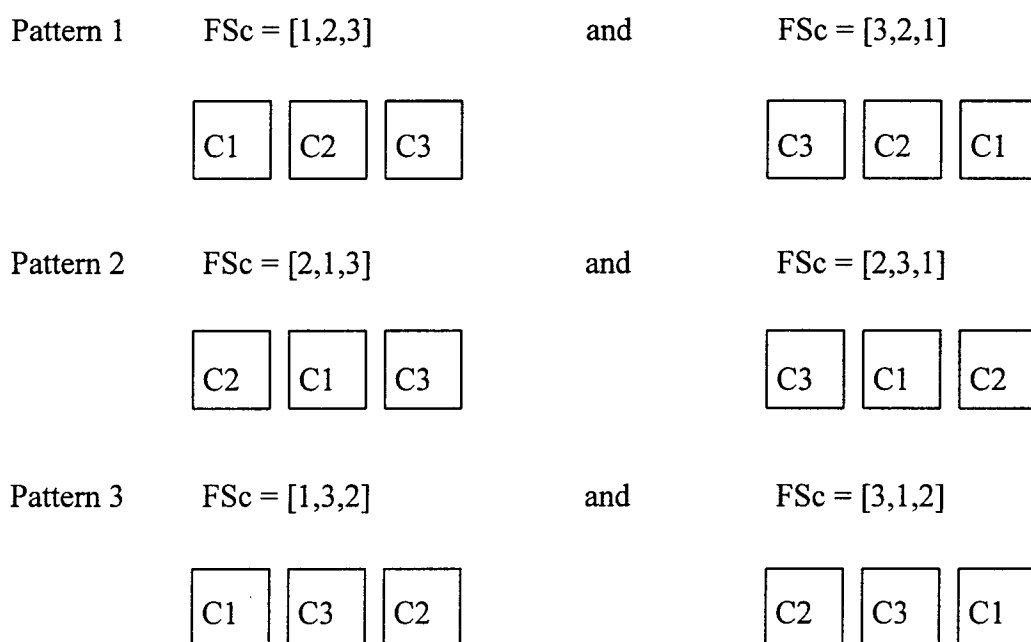 Pattern 1 FSc = [1,2,3] and FSc = [3,2,1]
C1 C2 C3 C3 C2 C1
Pattern 2 FSc = [2,1,3] and FSc = [2,3,1]
C2 C1 C3 C3 C1 C2
Pattern 3 FSc = [1,3,2] and FSc = [3,1,2]
C1 C3 C2 C2 C3 C1